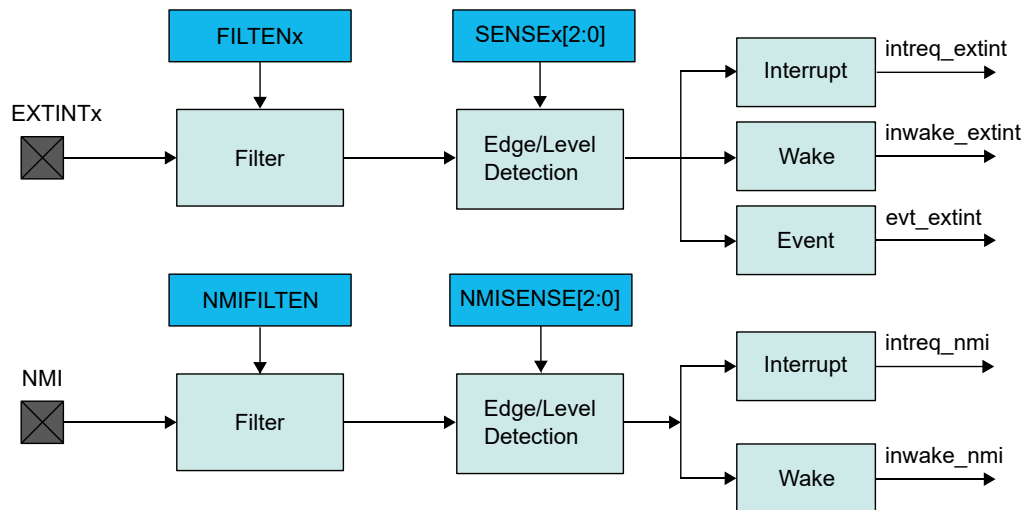 FILTENx
SENSEx[2:0]
EXTINTx
Filter
Edge/Level
Detection
Interrupt
intreq_extint
Wake
inwake_extint
Event
evt_extint
NMIFILTEN
NMISENSE[2:0]
NMI
Filter
Edge/Level
Detection
Interrupt
intreq_nmi
Wake
inwake_nmi